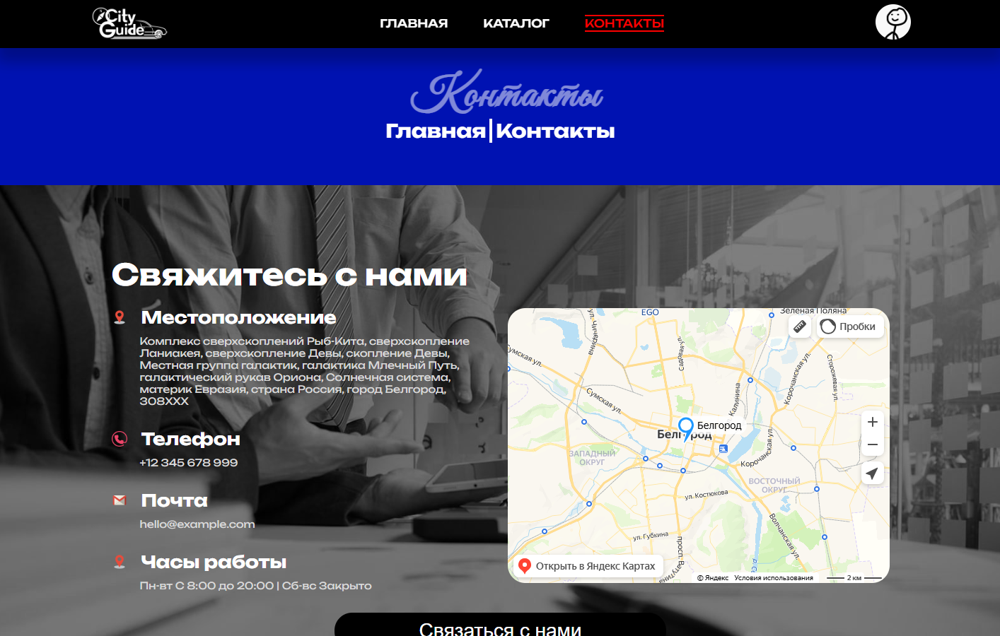 City
Guide
ГЛАВНАЯ
КАТАЛОГ
КОНТАКТЫ
Контакты
Главная|Контакты
Свяжитесь с нами
Местоположение
Комплекс сверхскоплений Рыб-Кита, сверхскопление
Ланиакея, сверхскопление Девы, скопление Девы,
Местная группа галактик, галактика Млечный Путь,
галактический рукав Ориона, Солнечная система,
материк Евразия, страна Россия, город Белгород,
308XXX
Телефон
+12 345 678 999
Почта
hello@example.com
Часы работы
Пн-вт С 8:00 до 20:00 | Сб-вс Закрыто
EGO
Зелёная Поляна
Пробки
ул. Чичерина
Садовая ул.
Сумская ул.
Сумская ул.
Калинина
Корочанская ул.
Сторожевая ул.
Белгород
Белгород
ЗАПАДНЫЙ
ОКРУГ
Корочанская ул.
ВОСТОЧНЫЙ
ОКРУГ
ул. Костюкова
Волчанская ул.
ул. Губкина
просп. Ватутина
Открыть в Яндекс Картах
© Яндекс Условия использования
2 км
Связаться с нами